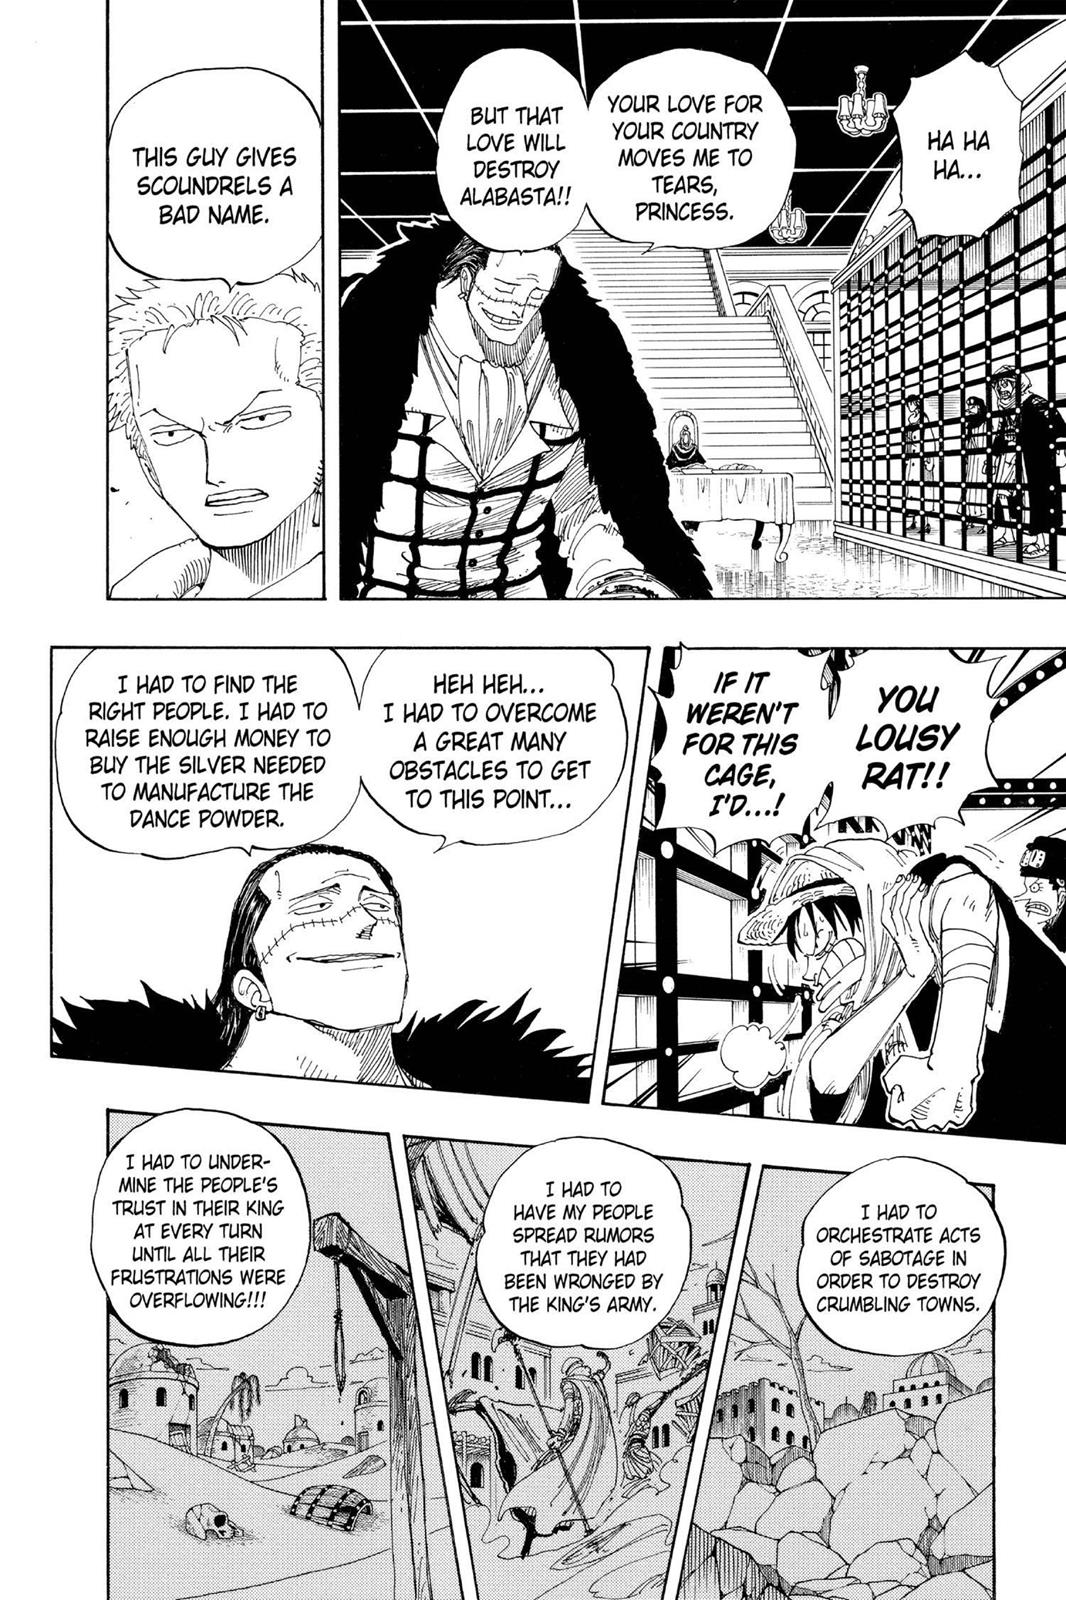 HA HA
HA...
YOUR LOVE FOR
YOUR COUNTRY
MOVES ME TO
TEARS,
PRINCESS.
BUT THAT
LOVE WILL
DESTROY
ALABASTA!!
THIS GUY GIVES
SCOUNDRELS A
BAD NAME.
YOU
LOUSY
RAT!!
IF IT
WEREN'T
FOR THIS
CAGE,
I'D...!
HEH HEH...
I HAD TO OVERCOME
A GREAT MANY
OBSTACLES TO GET
TO THIS POINT...
I HAD TO FIND THE
RIGHT PEOPLE. I HAD TO
RAISE ENOUGH MONEY TO
BUY THE SILVER NEEDED
TO MANUFACTURE THE
DANCE POWDER.
I HAD TO
ORCHESTRATE ACTS
OF SABOTAGE IN
ORDER TO DESTROY
CRUMBLING TOWNS.
I HAD TO
HAVE MY PEOPLE
SPREAD RUMORS
THAT THEY HAD
BEEN WRONGED BY
THE KING'S ARMY.
I HAD TO UNDER-
MINE THE PEOPLE'S
TRUST IN THEIR KING
AT EVERY TURN
UNTIL ALL THEIR
FRUSTRATIONS WERE
OVERFLOWING!!!